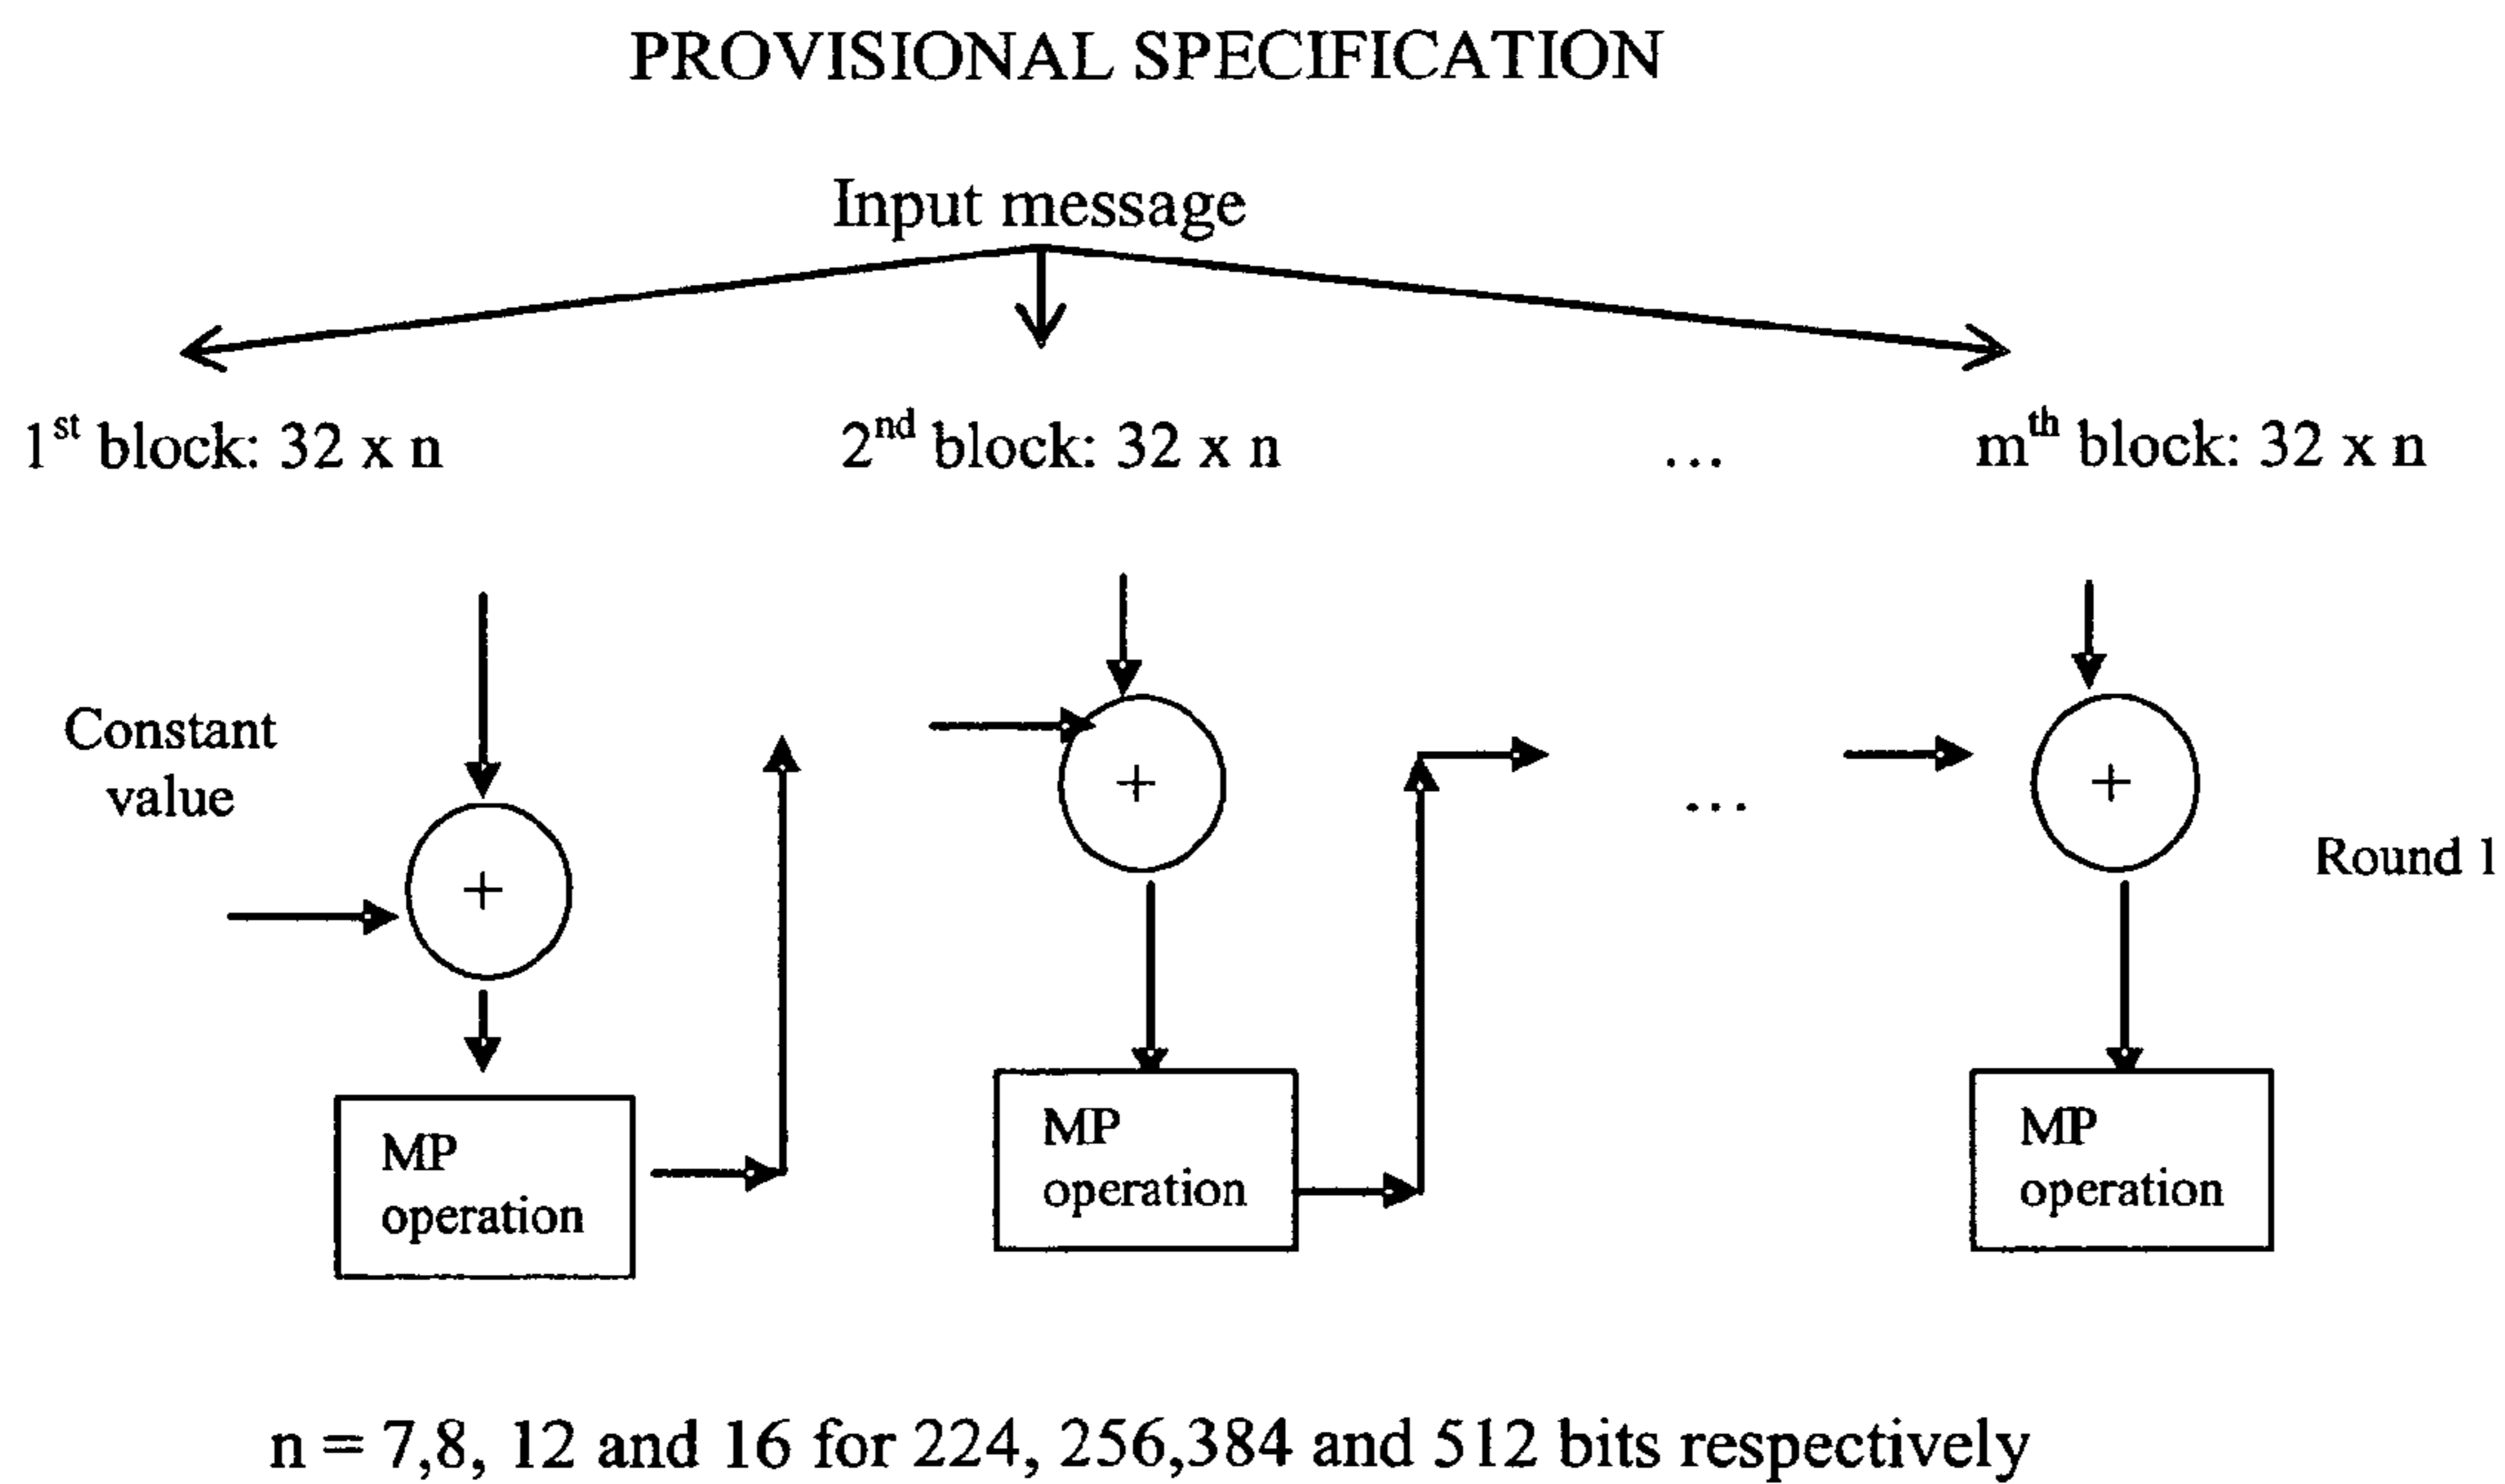 PROVISIONAL SPECIFICATION
Input message
1st block: 32 x n
2nd block: 32 x n
...
mth block: 32 x n
Constant
value
+
+
...
+
Round 1
MP
operation
MP
operation
MP
operation
n = 7,8, 12 and 16 for 224, 256,384 and 512 bits respectively